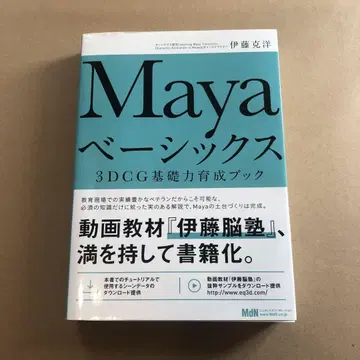 伊藤克洋
Maya
ベーシックス
3DCG基礎力育成ブック
教育現場での実績豊かなベテランだからこそ可能な、
必須の知識だけに絞った実のある解説で、Mayaの土台づくりは完成。
動画教材『伊藤脳塾』、
満を持して書籍化。
本書でのチュートリアルで
使用するシーンデータの
ダウンロード提供
動画教材「伊藤脳塾」の
抜粋サンプルをダウンロード提供
http://www.eq3d.com/
MdN